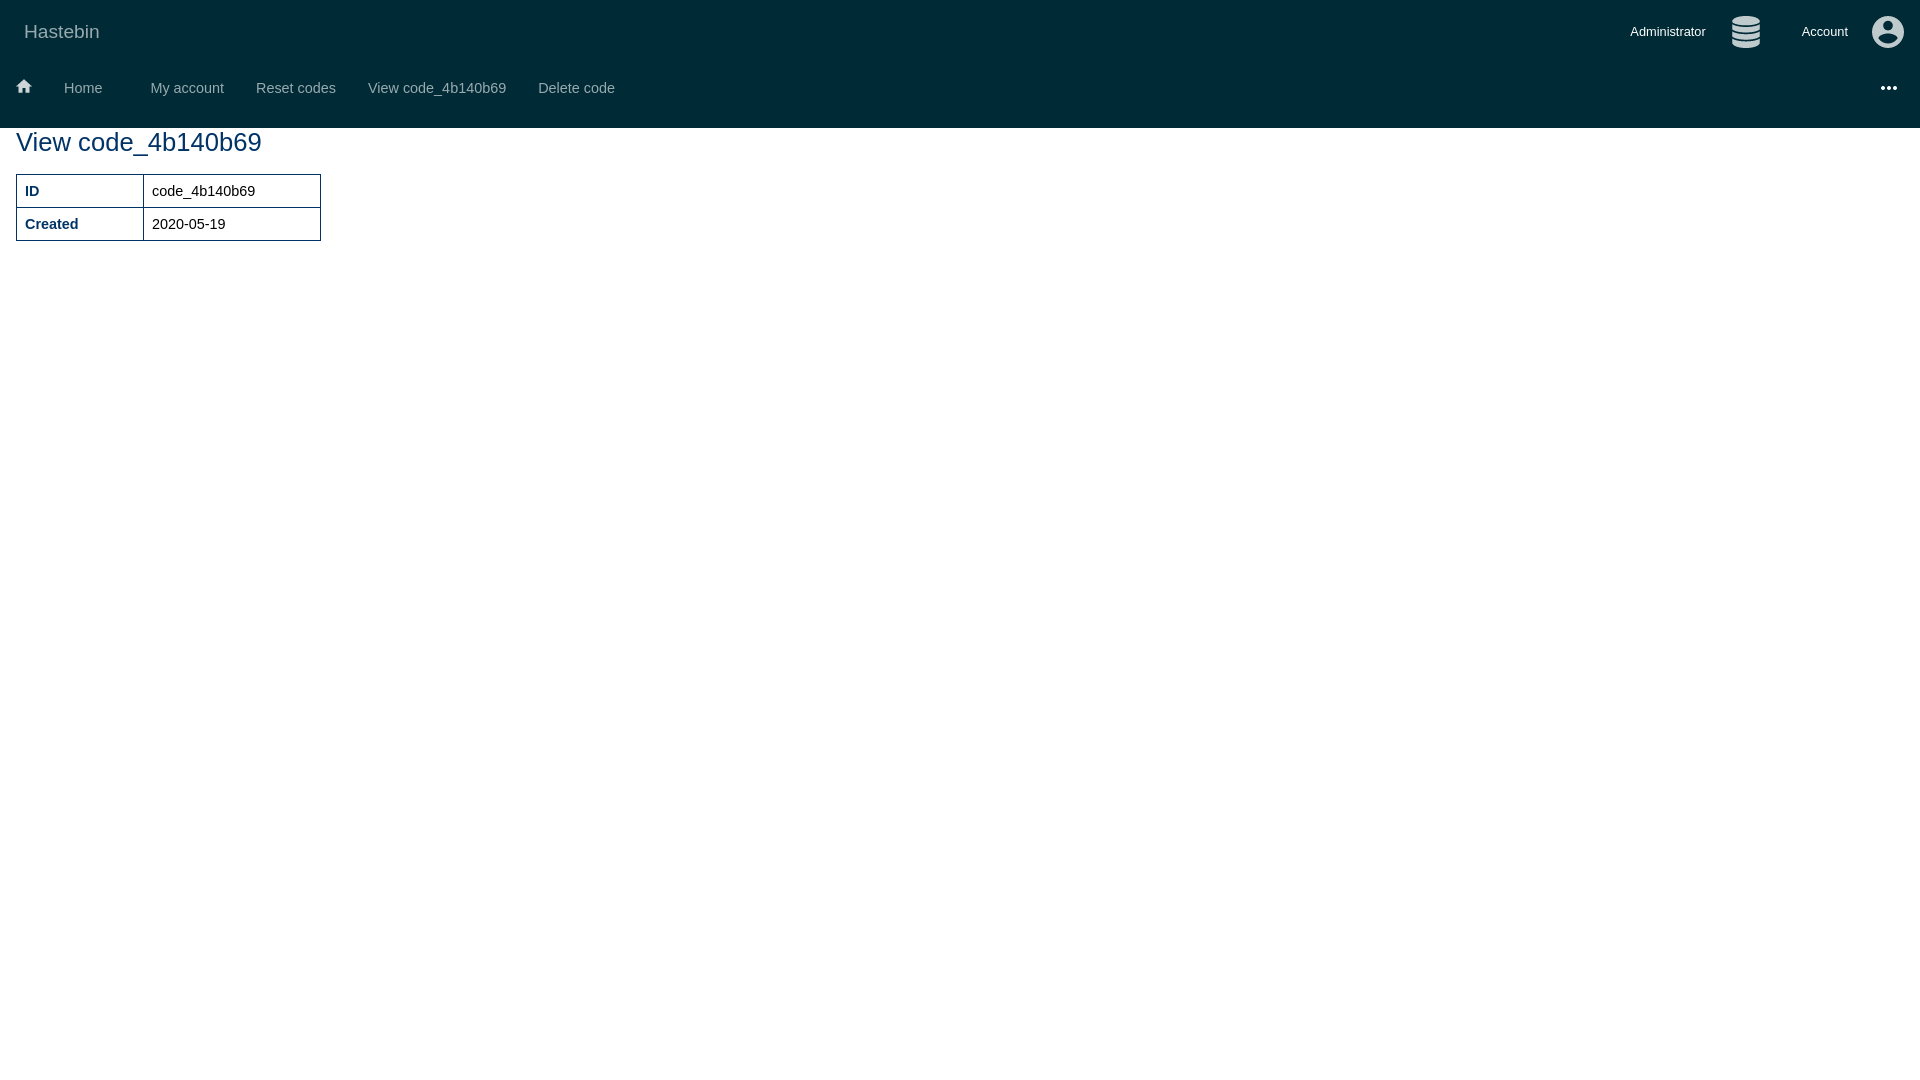 Hastebin
Administrator
Account
Home
My account
Reset codes
View code_4b140b69
Delete code
View code_4b140b69
ID code_4b140b69
Created 2020-05-19